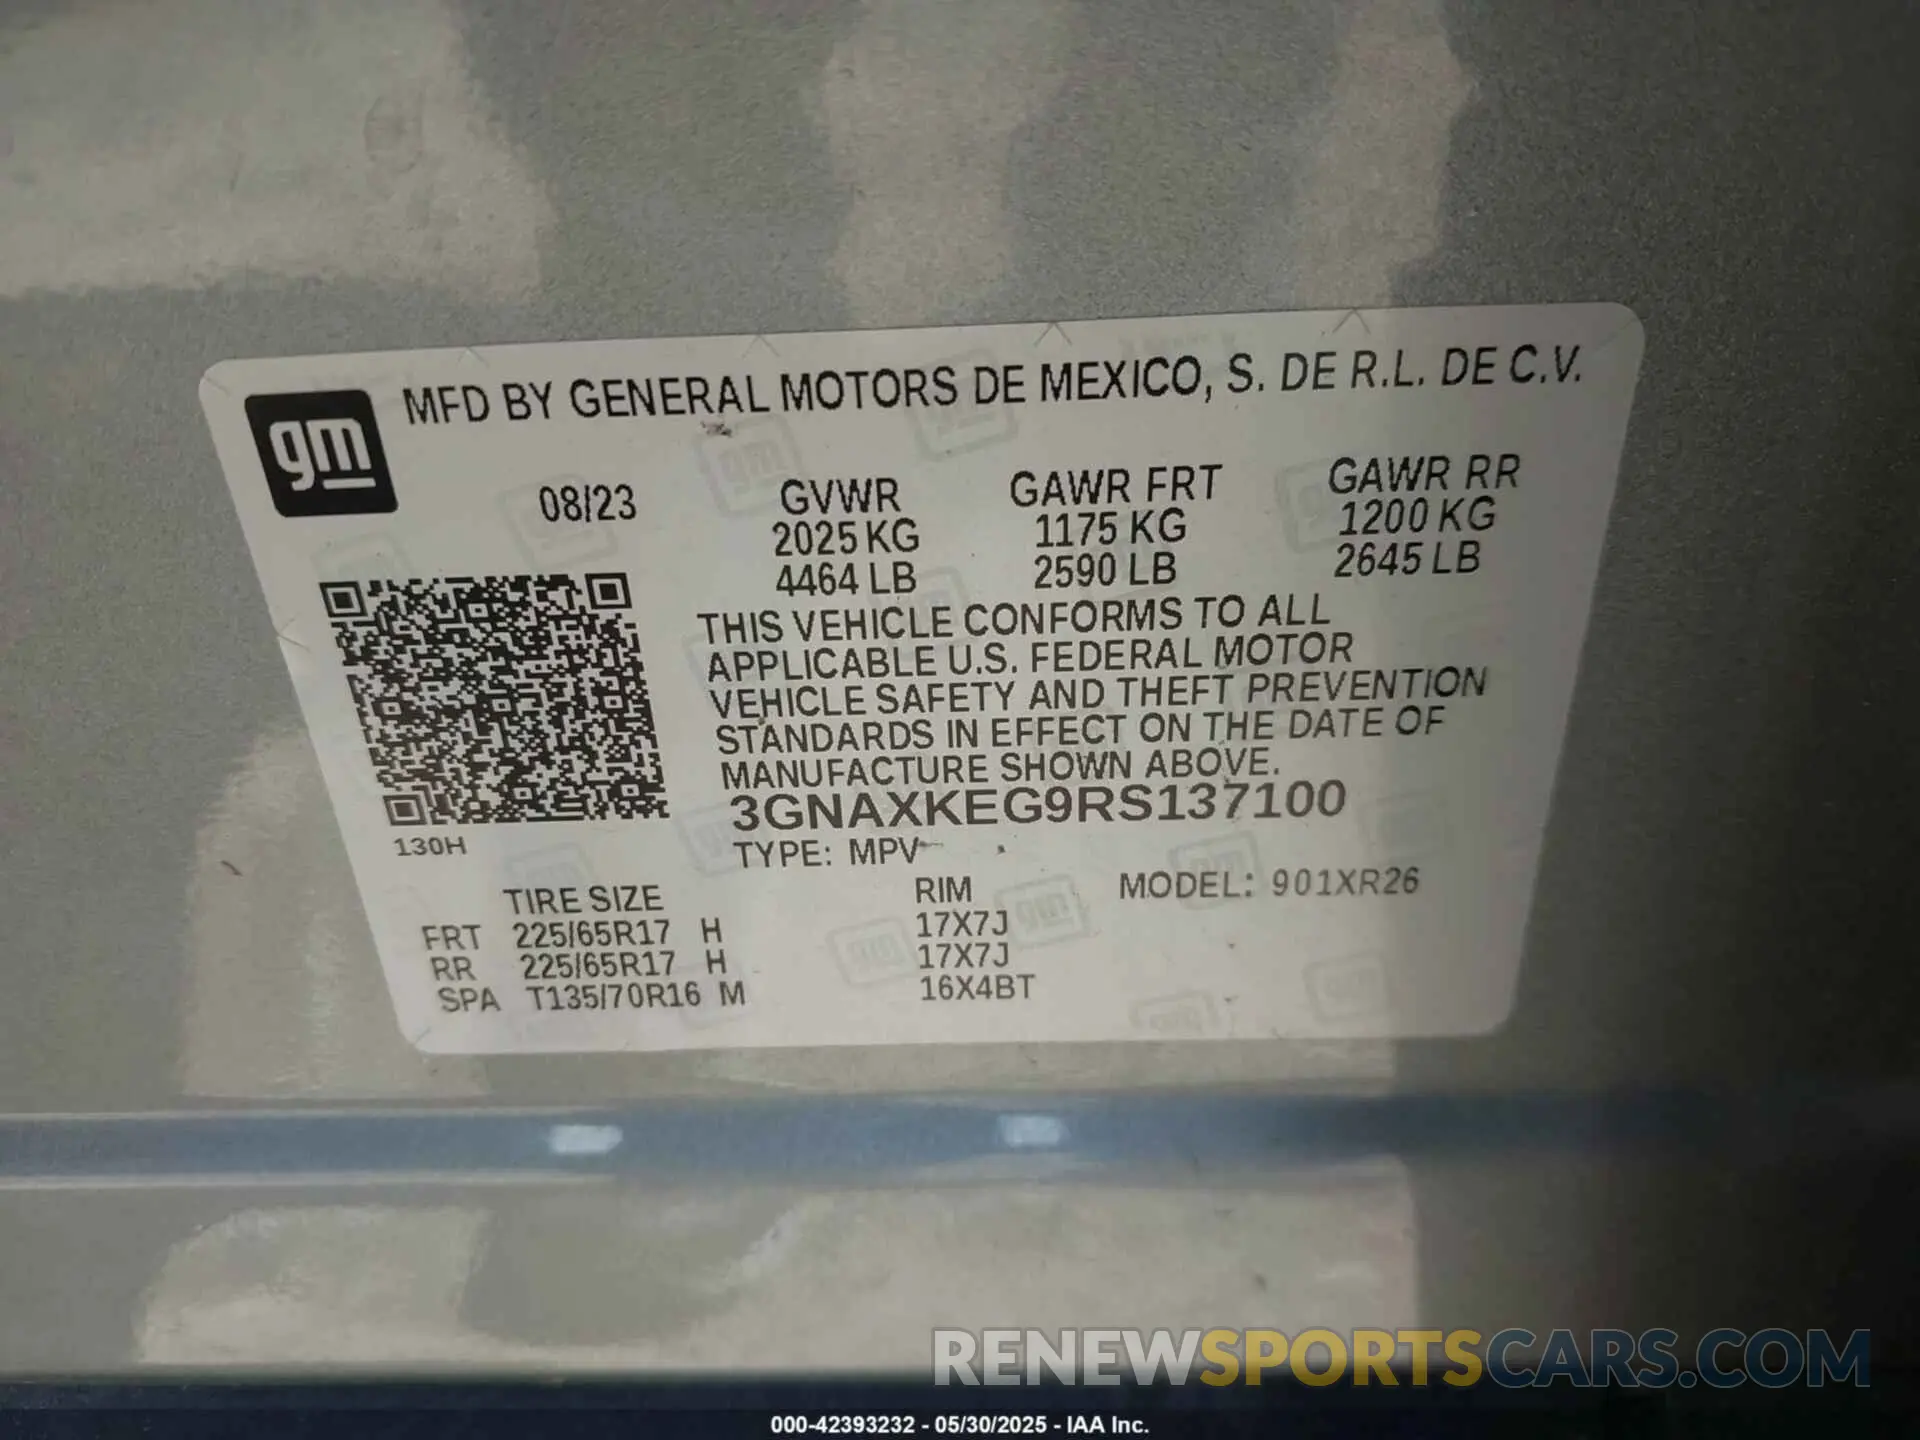 gm
MFD BY GENERAL MOTORS DE MEXICO, S. DE R.L. DE C.V.
08/23 GVWR GAWR FRT GAWR RR
2025 KG 1175 KG 1200 KG
4464 LB 2590 LB 2645 LB
THIS VEHICLE CONFORMS TO ALL
APPLICABLE U.S. FEDERAL MOTOR
VEHICLE SAFETY AND THEFT PREVENTION
STANDARDS IN EFFECT ON THE DATE OF
MANUFACTURE SHOWN ABOVE.
3GNAXKEG9RS137100
130H
TYPE: MPV
TIRE SIZE RIM MODEL: 901XR26
FRT 225/65R17 H 17X7J
RR 225/65R17 H 17X7J
SPA T135/70R16 M 16X4BT
RENEWSPORTSCARS.COM
000-42393232 - 05/30/2025 - IAA Inc.